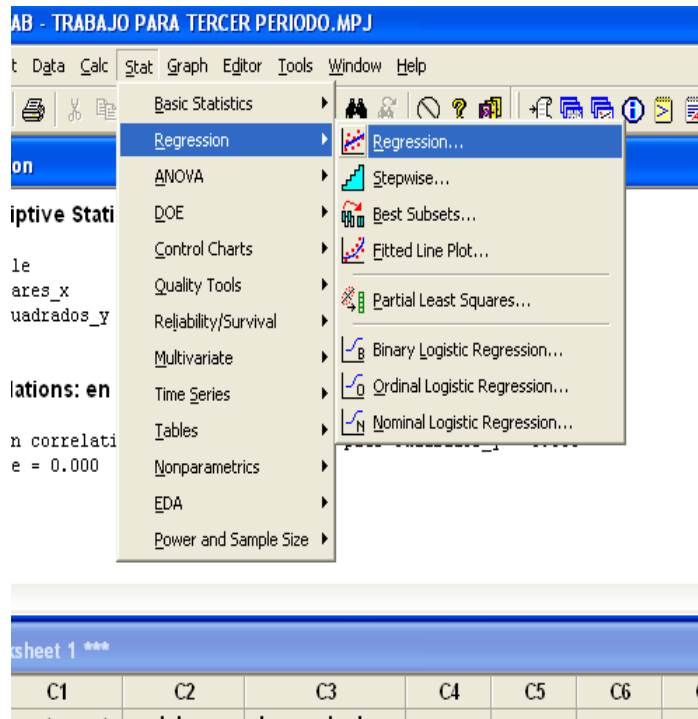 AB - TRABAJO PARA TERCER PERIODO.MPJ
t Data Calc Stat Graph Editor Tools Window Help
Basic Statistics
Regression
Regression...
on
ANOVA
Stepwise...
iptive Stati
DOE
Best Subsets...
Control Charts
Fitted Line Plot...
le
ares_x
Quality Tools
Partial Least Squares...
uadrados_y
Reliability/Survival
Multivariate
Binary Logistic Regression...
lations: en
Time Series
Ordinal Logistic Regression...
Tables
Nominal Logistic Regression...
n correlati
e = 0.000
Nonparametrics
EDA
Power and Sample Size
ksheet 1 ***
C1 C2 C3 C4 C5 C6